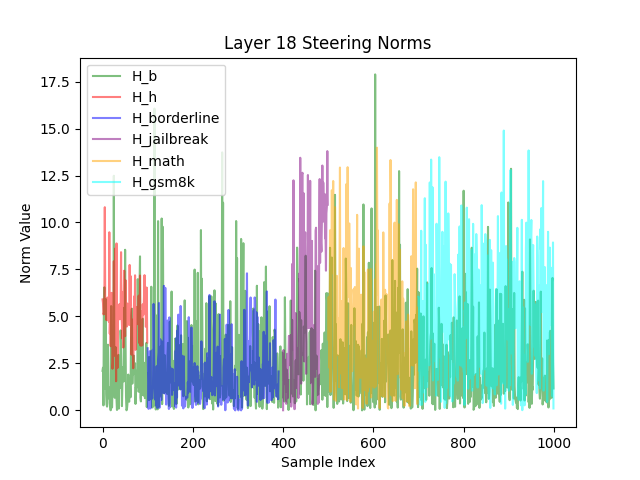 Layer 18 Steering Norms
H_b
H_h
H_borderline
H_jailbreak
H_math
H_gsm8k
17.5
15.0
12.5
10.0
7.5
5.0
2.5
0.0
Norm Value
0
200
400
600
800
1000
Sample Index